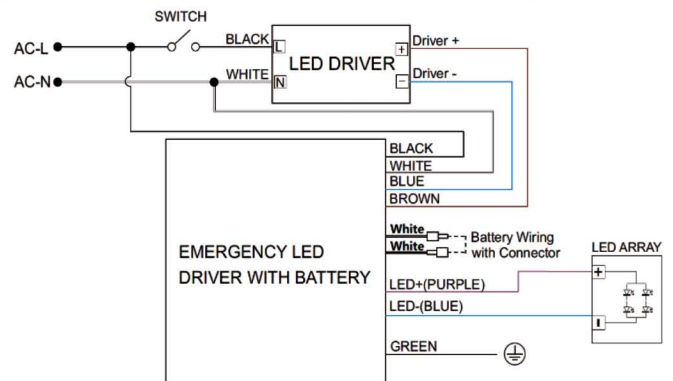 SWITCH
AC-L
BLACK
L
LED DRIVER
+
Driver +
AC-N
WHITE
N
−
Driver -
BLACK
WHITE
BLUE
BROWN
White
White
Battery Wiring
with Connector
EMERGENCY LED
DRIVER WITH BATTERY
LED ARRAY
LED+(PURPLE)
+
LED-(BLUE)
-
GREEN